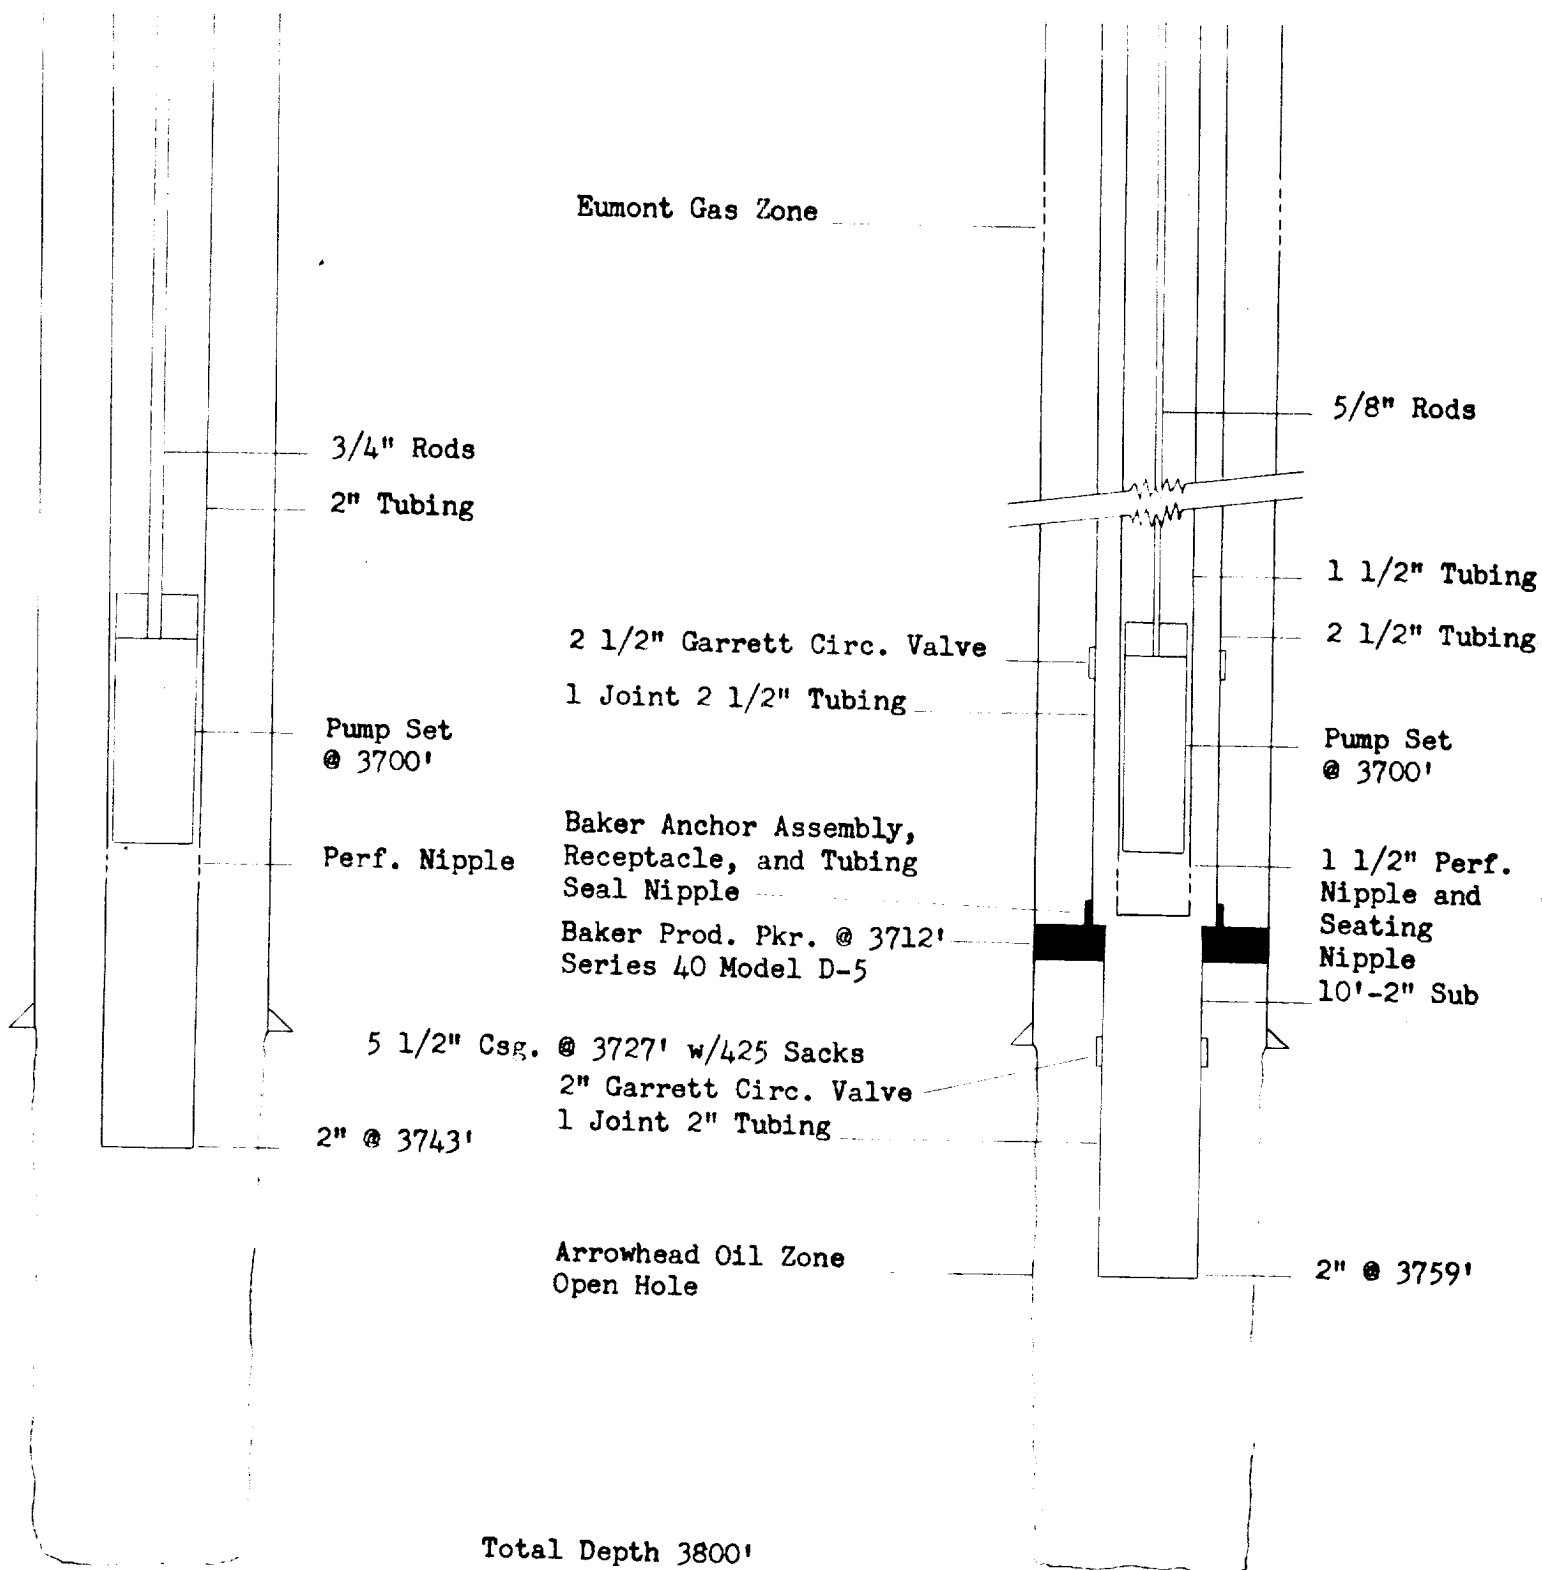 Eumont Gas Zone
3/4" Rods
2" Tubing
Pump Set
@ 3700'
Perf. Nipple
2" @ 3743'
2 1/2" Garrett Circ. Valve
1 Joint 2 1/2" Tubing
Baker Anchor Assembly,
Receptacle, and Tubing
Seal Nipple
Baker Prod. Pkr. @ 3712'
Series 40 Model D-5
5 1/2" Csg. @ 3727' w/425 Sacks
2" Garrett Circ. Valve
1 Joint 2" Tubing
Arrowhead Oil Zone
Open Hole
5/8" Rods
1 1/2" Tubing
2 1/2" Tubing
Pump Set
@ 3700'
1 1/2" Perf.
Nipple and
Seating
Nipple
10'-2" Sub
2" @ 3759'
Total Depth 3800'